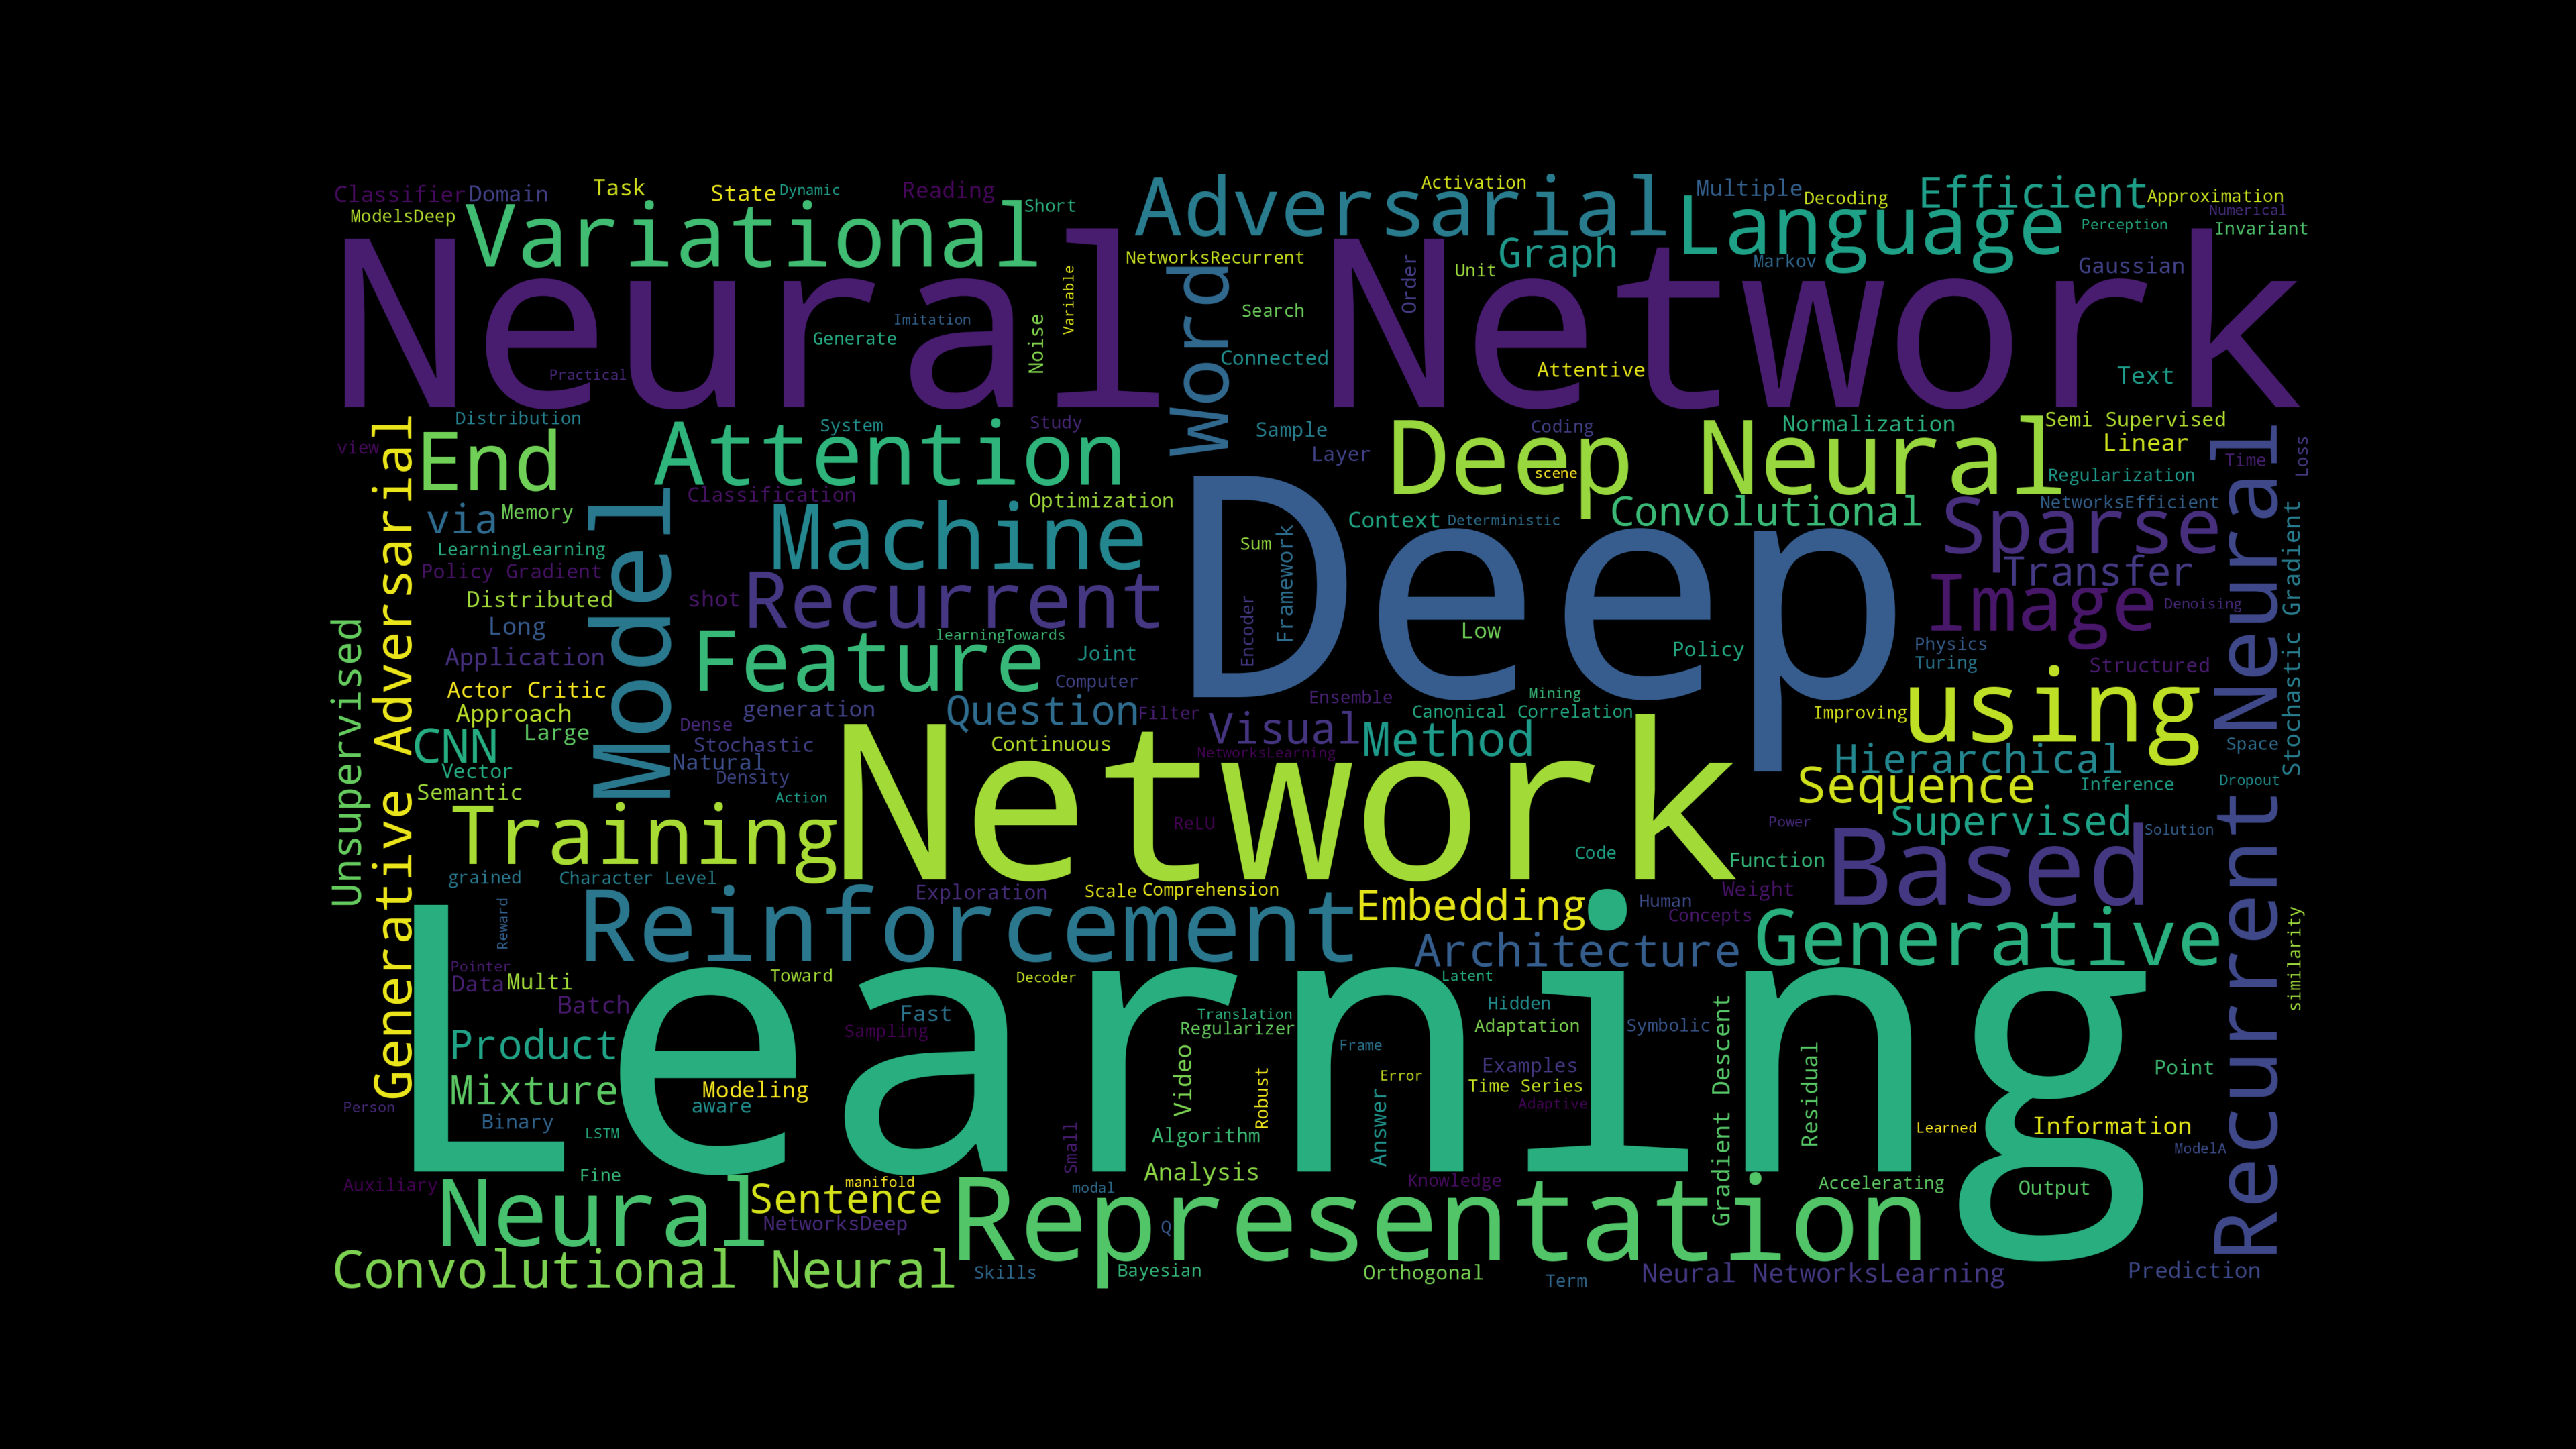 Classifier
Domain
Task
State
Dynamic
Reading
Short
Adversarial
Activation
Multiple
Decoding
Efficient
Approximation
ModelsDeep
Variational
Language
Numerical
Perception
Invariant
Neural Network
NetworksRecurrent
Graph
Unit
Order
Markov
Gaussian
Word
Variable
Search
Imitation
Generate
Noise
Connected
Attentive
Practical
Text
Distribution
System
Study
Sample
Coding
Normalization
Semi Supervised
Linear
view
End
Attention
Layer
Deep Neural
scene
Time
Loss
Regularization
Generative Adversarial
Model
Classification
Optimization
NetworksEfficient
via
Memory
Machine
Context
Deterministic
Convolutional
Sparse
Recurrent Neural
Stochastic Gradient
LearningLearning
Sum
Framework
Policy Gradient
Transfer
Distributed
shot
Recurrent
Deep
Image
Denoising
Unsupervised
Long
learningTowards
Encoder
Low
Application
Feature
Joint
Policy
Physics
Turing
Structured
Actor Critic
Computer
Ensemble
Mining
Approach
generation
Question
Filter
Canonical Correlation
Improving
using
Large
Dense
Visual
Method
CNN
Stochastic
Continuous
NetworksLearning
Space
Natural
Hierarchical
Vector
Density
Network
Semantic
Action
Sequence
Inference
Dropout
Training
ReLU
Power
Supervised
Solution
Code
Function
Based
grained
Character Level
Exploration
Scale
Comprehension
Weight
Reward
Reinforcement
Embedding
Human
Concepts
Architecture
Generative
similarity
Pointer
Data
Multi
Toward
Decoder
Latent
Learning
Batch
Fast
Hidden
Translation
Sampling
Regularizer
Adaptation
Symbolic
Product
Frame
Residual
Video
Examples
Point
Mixture
Modeling
Robust
Error
Time Series
Gradient Descent
Person
aware
Adaptive
Binary
Answer
Learned
Information
LSTM
Small
Algorithm
ModelA
Fine
Analysis
Auxiliary
manifold
modal
Knowledge
Accelerating
Output
Neural
Sentence
Representation
NetworksDeep
Q
Convolutional Neural
Skills
Bayesian
Orthogonal
Term
Neural NetworksLearning
Prediction